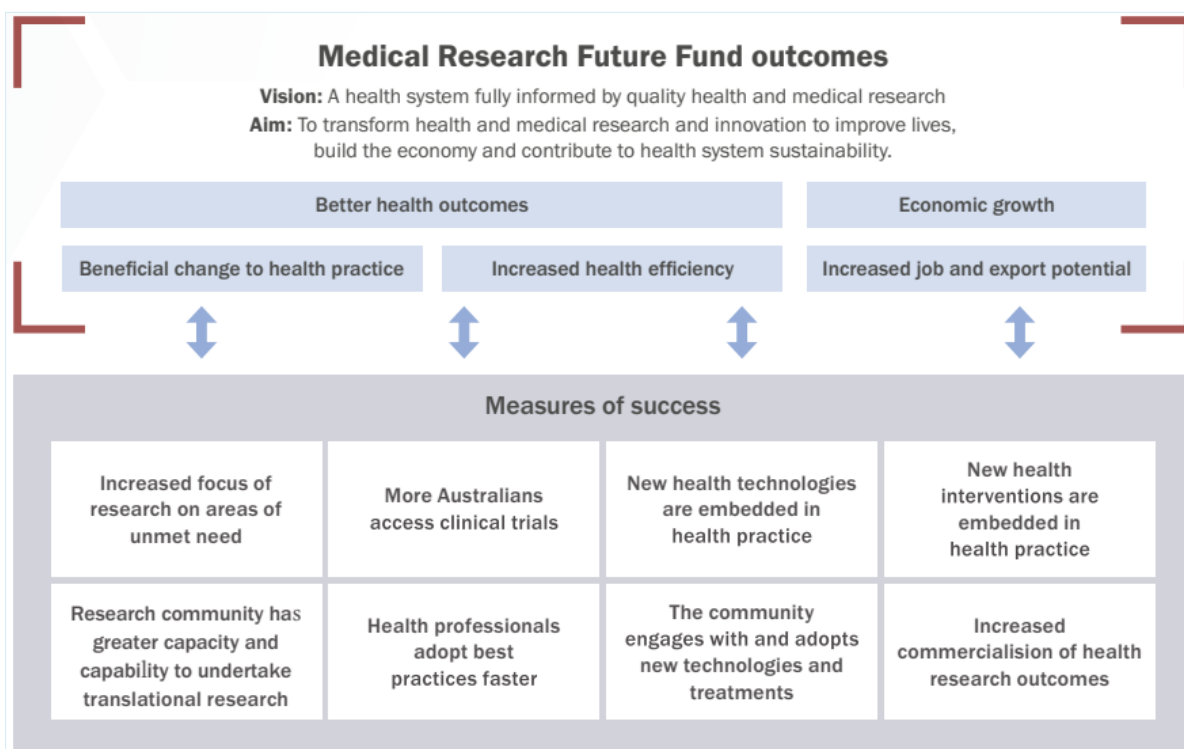 Medical Research Future Fund outcomes
Vision: A health system fully informed by quality health and medical research
Aim: To transform health and medical research and innovation to improve lives,
build the economy and contribute to health system sustainability.
Better health outcomes
Economic growth
Beneficial change to health practice
Increased health efficiency
Increased job and export potential
Measures of success
Increased focus of
research on areas of
unmet need
More Australians
access clinical trials
New health technologies
are embedded in
health practice
New health
interventions are
embedded in
health practice
Research community has
greater capacity and
capability to undertake
translational research
Health professionals
adopt best
practices faster
The community
engages with and adopts
new technologies and
treatments
Increased
commercialision of health
research outcomes